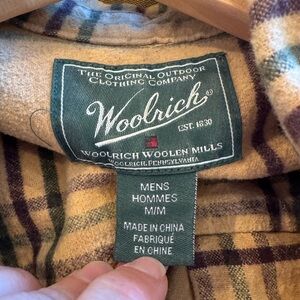 THE ORIGINAL OUTDOOR
CLOTHING COMPANY
Woolrich®
EST. 1830
WOOLRICH WOOLEN MILLS
WOOLRICH, PENNSYLVANIA
MENS
HOMMES
M/M
MADE IN CHINA
FABRIQUÉ
EN CHINE